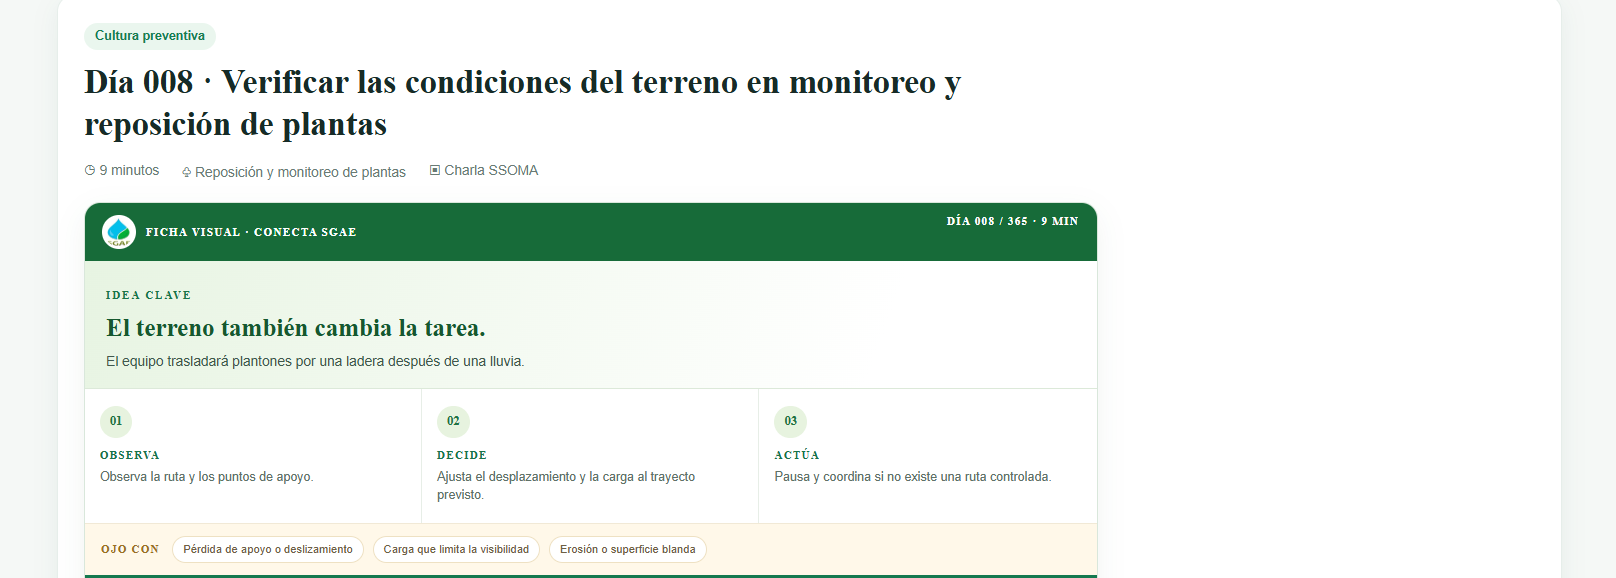 Cultura preventiva
Día 008 · Verificar las condiciones del terreno en monitoreo y
reposición de plantas
9 minutos
Reposición y monitoreo de plantas
Charla SSOMA
SGAE
FICHA VISUAL · CONECTA SGAE
DÍA 008 / 365 · 9 MIN
IDEA CLAVE
El terreno también cambia la tarea.
El equipo trasladará plantones por una ladera después de una lluvia.
01
OBSERVA
Observa la ruta y los puntos de apoyo.
02
DECIDE
Ajusta el desplazamiento y la carga al trayecto
previsto.
03
ACTÚA
Pausa y coordina si no existe una ruta controlada.
OJO CON
Pérdida de apoyo o deslizamiento
Carga que limita la visibilidad
Erosión o superficie blanda